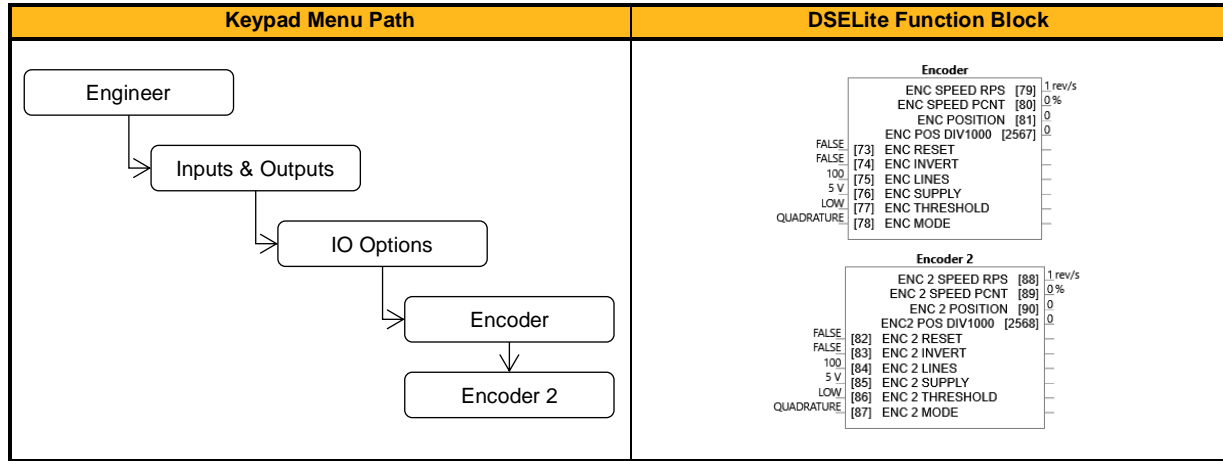 Keypad Menu Path
DSELite Function Block
Engineer
Inputs & Outputs
IO Options
Encoder
Encoder 2
Encoder
ENC SPEED RPS [79] 1 rev/s
ENC SPEED PCNT [80] 0 %
ENC POSITION [81] 0
ENC POS DIV1000 [2567] 0
FALSE [73] ENC RESET
FALSE [74] ENC INVERT
100 [75] ENC LINES
5 V [76] ENC SUPPLY
LOW [77] ENC THRESHOLD
QUADRATURE [78] ENC MODE
Encoder 2
ENC 2 SPEED RPS [88] 1 rev/s
ENC 2 SPEED PCNT [89] 0 %
ENC 2 POSITION [90] 0
ENC2 POS DIV1000 [2568] 0
FALSE [82] ENC 2 RESET
FALSE [83] ENC 2 INVERT
100 [84] ENC 2 LINES
5 V [85] ENC 2 SUPPLY
LOW [86] ENC 2 THRESHOLD
QUADRATURE [87] ENC 2 MODE